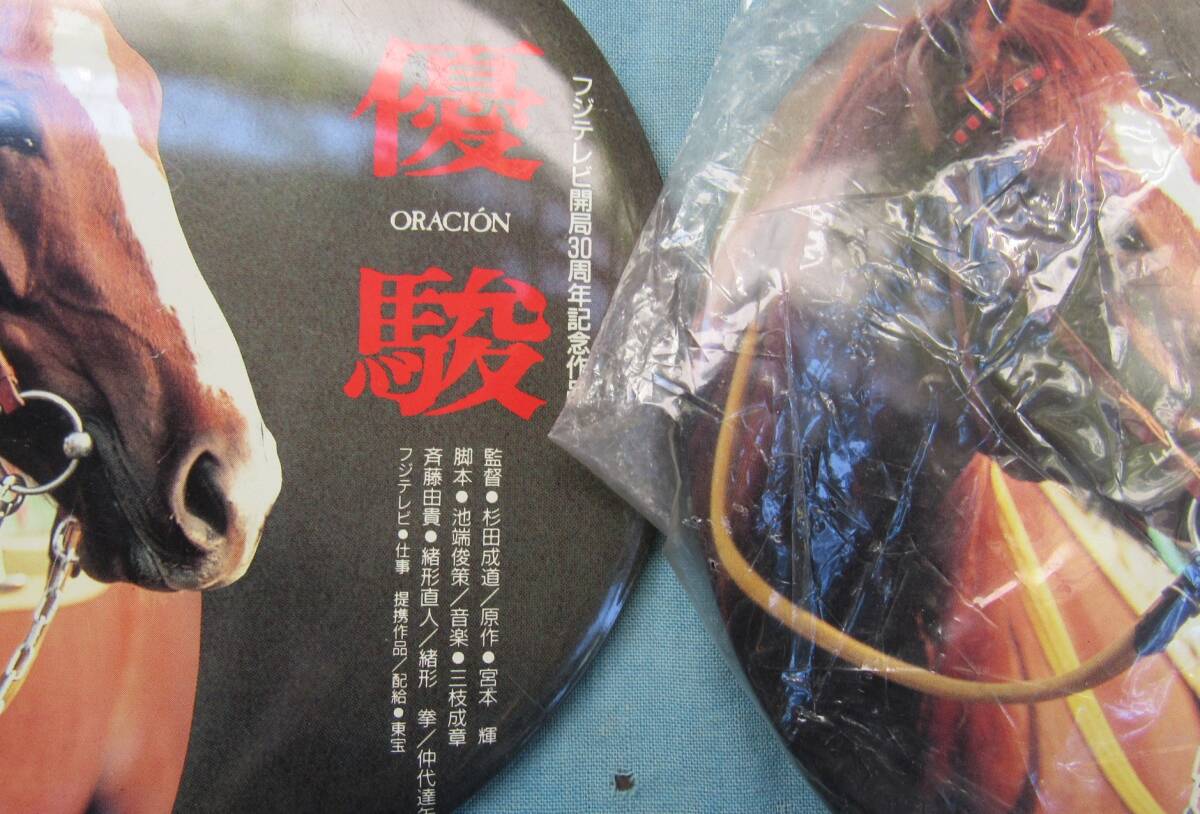 フジテレビ開局30周年記念作
優
ORACIÓN
駿
監督●杉田成道/原作●宮本 輝
脚本●池端俊策/音楽●三枝成章
斉藤由貴●緒形直人/緒形 拳/仲代達
フジテレビ●仕事 提携作品/配給●東宝